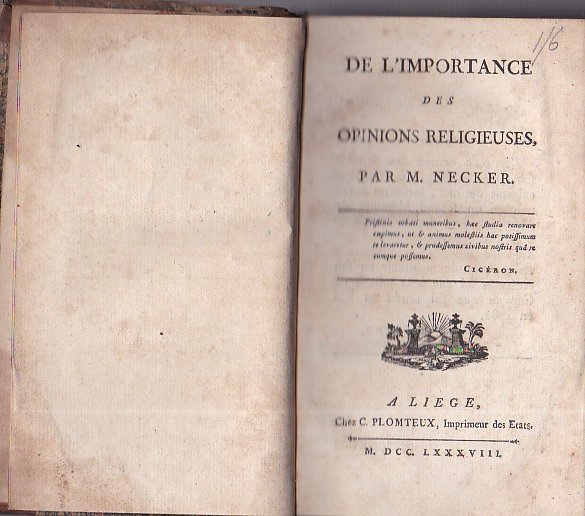 1/6
DE L'IMPORTANCE
DES
OPINIONS RELIGIEUSES,
PAR M. NECKER.
Pristinis orbati muneribus, hæc studia renovare
cœpimus, ut & animus molestiis hac potissimum
re levaretur, & prodessemus civibus nostris quâ re
cumque possemus.
CICÉRON.
A LIEGE,
Chez C. PLOMTEUX, Imprimeur des Etats.
M. DCC. LXXXVIII.